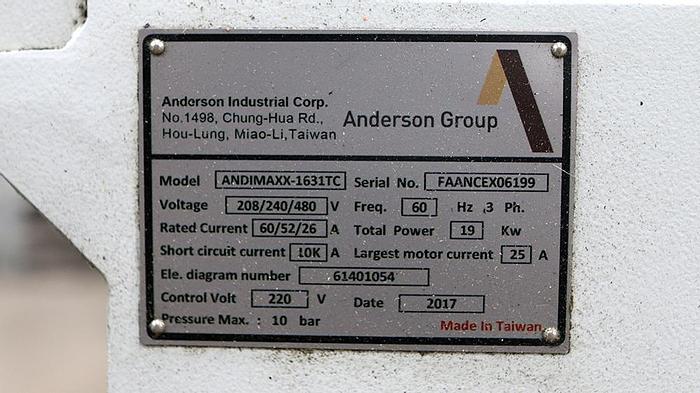 Anderson Industrial Corp.
No.1498, Chung-Hua Rd.,
Hou-Lung, Miao-Li,Taiwan
Anderson Group
Model ANDIMAXX-1631TC Serial No. FAANCEX06199
Voltage 208/240/480 V Freq. 60 Hz 3 Ph.
Rated Current 60/52/26 A Total Power 19 Kw
Short circuit current 10K A Largest motor current 25 A
Ele. diagram number 61401054
Control Volt 220 V Date 2017
Pressure Max. : 10 bar
Made In Taiwan